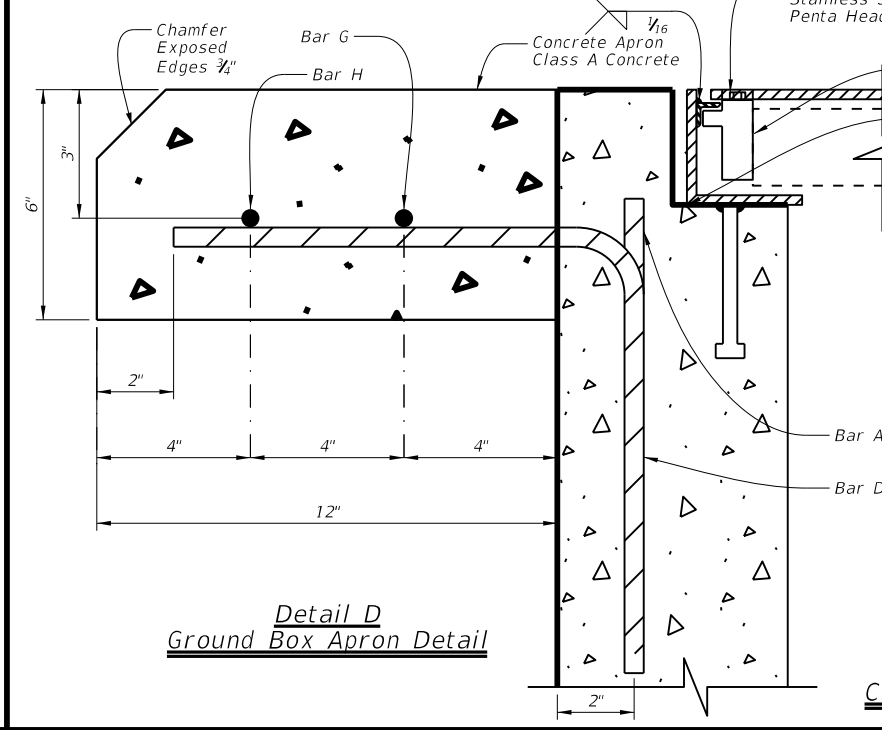 Chamfer
Exposed
Edges 3/4"
Bar G
Bar H
1/16
Concrete Apron
Class A Concrete
Penta Head
3"
6"
2"
4"
4"
4"
12"
Bar A
Bar D
Detail D
Ground Box Apron Detail
2"
C